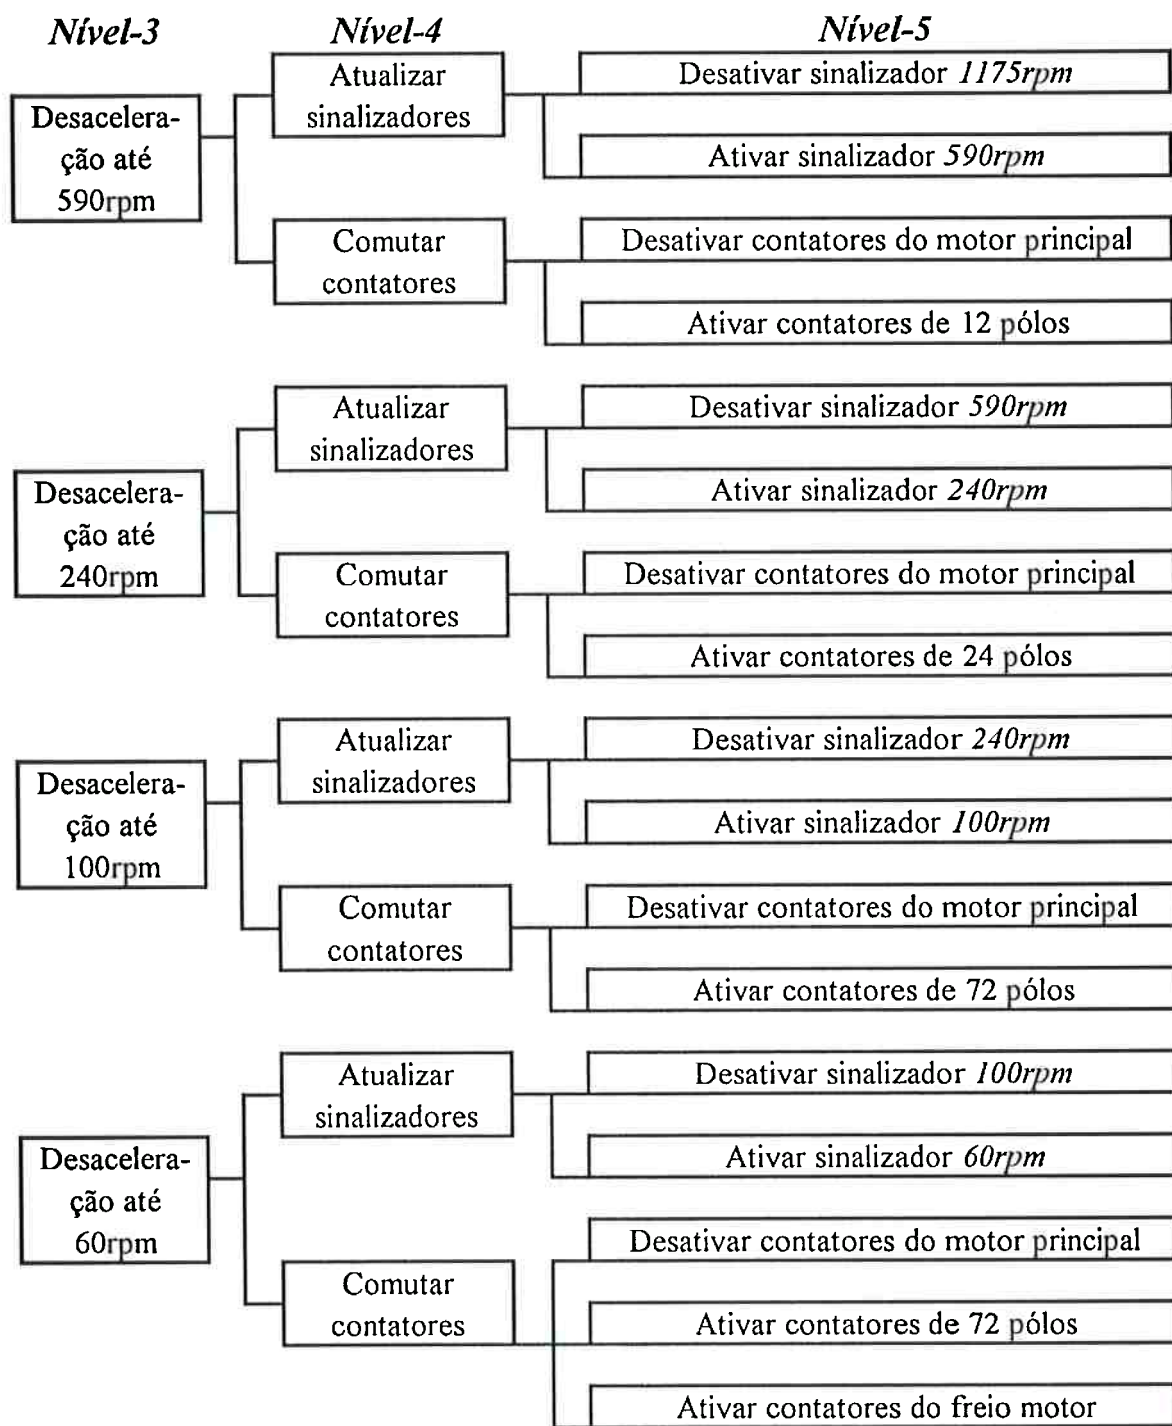 Nível-3 Nível-4 Nível-5
Desacelera-
ção até
590rpm
Atualizar
sinalizadores
Desativar sinalizador 1175rpm
Ativar sinalizador 590rpm
Comutar
contatores
Desativar contatores do motor principal
Ativar contatores de 12 pólos
Desacelera-
ção até
240rpm
Atualizar
sinalizadores
Desativar sinalizador 590rpm
Ativar sinalizador 240rpm
Comutar
contatores
Desativar contatores do motor principal
Ativar contatores de 24 pólos
Desacelera-
ção até
100rpm
Atualizar
sinalizadores
Desativar sinalizador 240rpm
Ativar sinalizador 100rpm
Comutar
contatores
Desativar contatores do motor principal
Ativar contatores de 72 pólos
Desacelera-
ção até
60rpm
Atualizar
sinalizadores
Desativar sinalizador 100rpm
Ativar sinalizador 60rpm
Comutar
contatores
Desativar contatores do motor principal
Ativar contatores de 72 pólos
Ativar contatores do freio motor